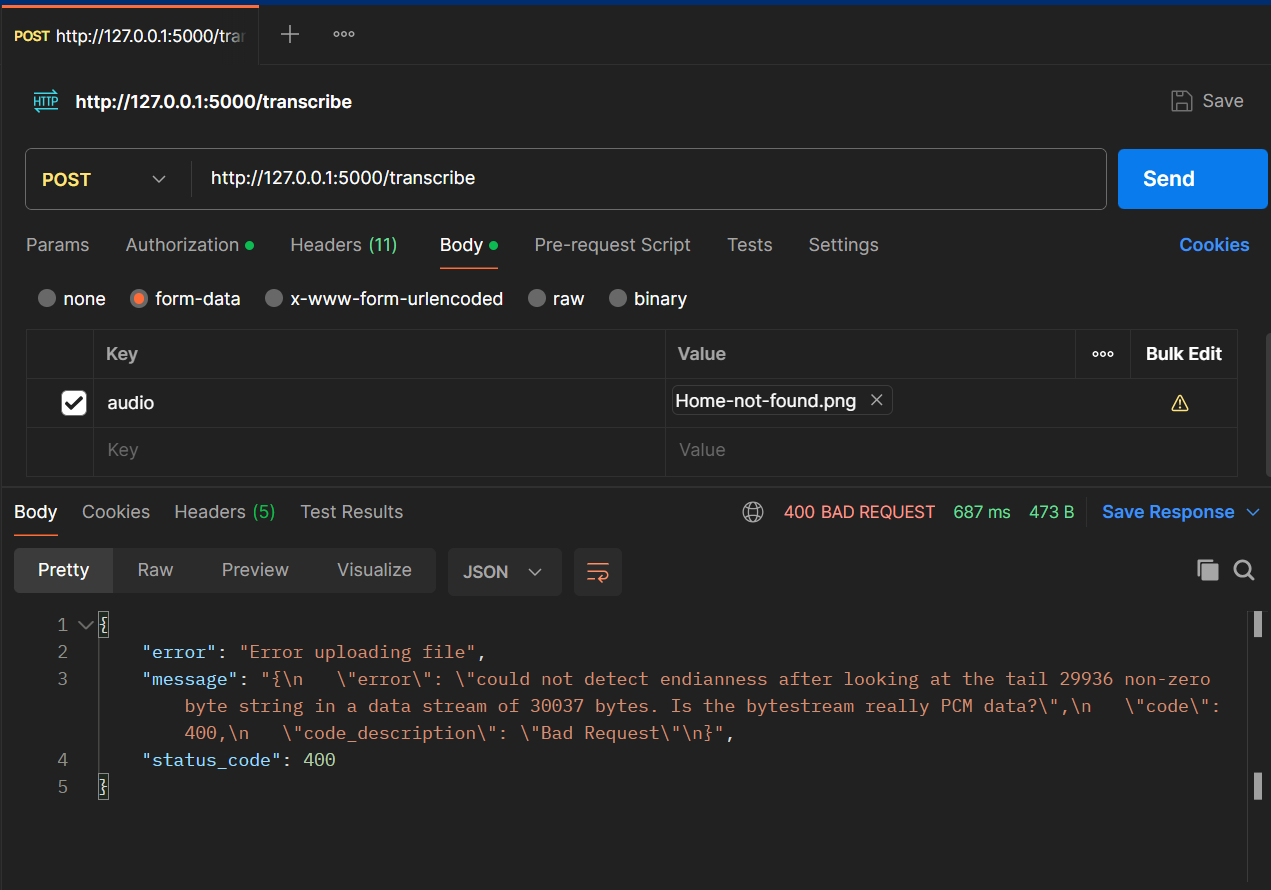 POST http://127.0.0.1:5000/tra
HTTP http://127.0.0.1:5000/transcribe Save
POST http://127.0.0.1:5000/transcribe Send
Params Authorization Headers (11) Body Pre-request Script Tests Settings Cookies
none form-data x-www-form-urlencoded raw binary
Key Value Bulk Edit
audio Home-not-found.png
Key Value
Body Cookies Headers (5) Test Results 400 BAD REQUEST 687 ms 473 B Save Response
Pretty Raw Preview Visualize JSON
1 {
2 "error": "Error uploading file",
3 "message": "{\n   \"error\": \"could not detect endianness after looking at the tail 29936 non-zero
byte string in a data stream of 30037 bytes. Is the bytestream really PCM data?\",\n   \"code\":
400,\n   \"code_description\": \"Bad Request\"\n}",
4 "status_code": 400
5 }